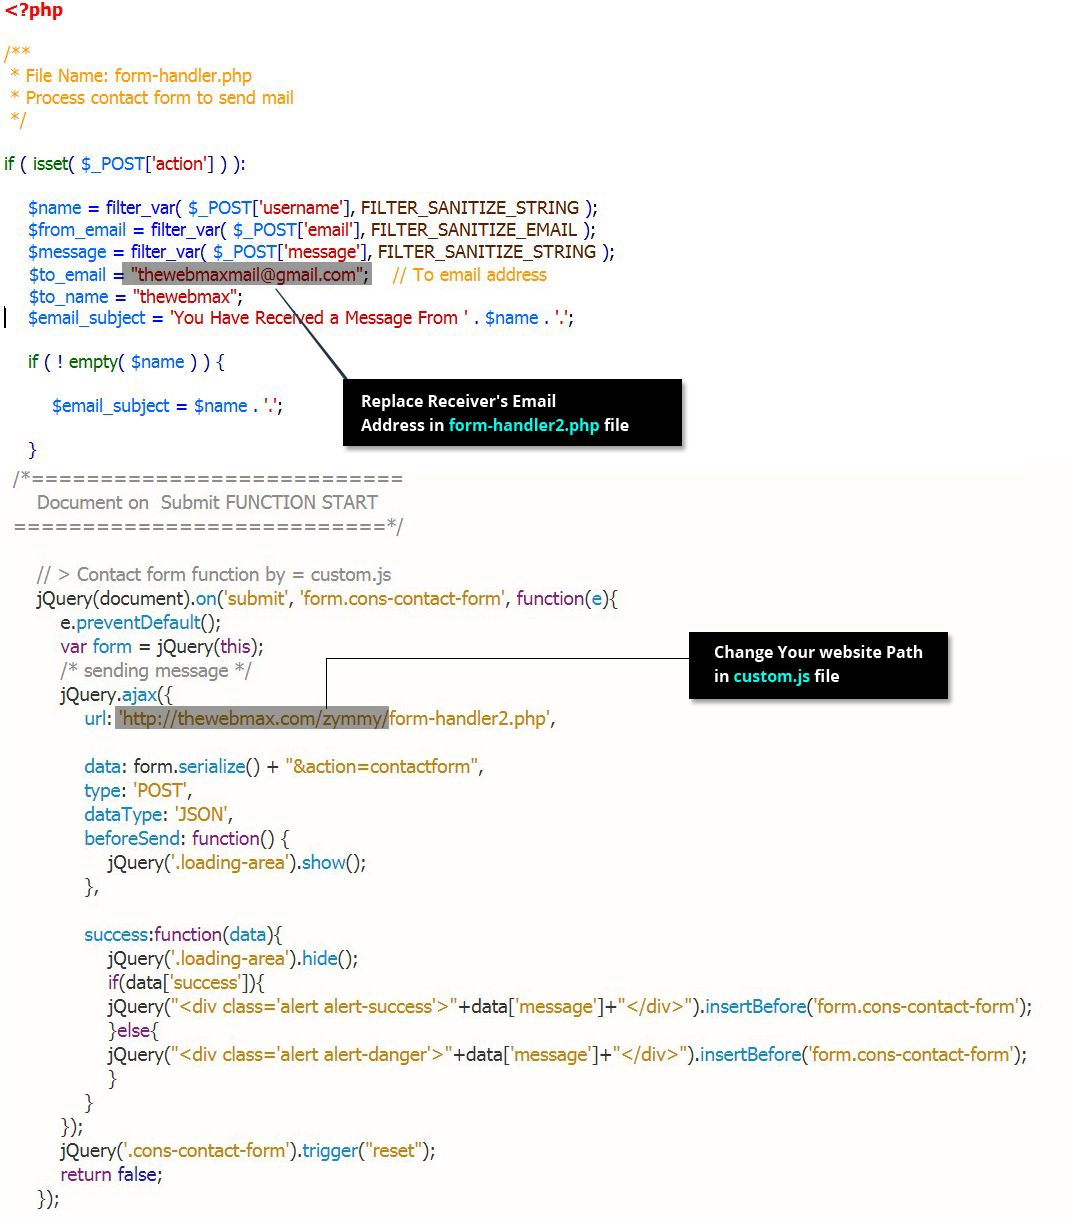 <?php
/**
* File Name: form-handler.php
* Process contact form to send mail
*/
if ( isset( $_POST['action'] ) ):
$name = filter_var( $_POST['username'], FILTER_SANITIZE_STRING );
$from_email = filter_var( $_POST['email'], FILTER_SANITIZE_EMAIL );
$message = filter_var( $_POST['message'], FILTER_SANITIZE_STRING );
$to_email = "thewebmaxmail@gmail.com"; // To email address
$to_name = "thewebmax";
$email_subject = 'You Have Received a Message From ' . $name . '.';
if ( ! empty( $name ) ) {
$email_subject = $name . '.';
Replace Receiver's Email
Address in form-handler2.php file
}
/*===========================
Document on  Submit FUNCTION START
===========================*/
// > Contact form function by = custom.js
jQuery(document).on('submit', 'form.cons-contact-form', function(e){
e.preventDefault();
var form = jQuery(this);
/* sending message */
jQuery.ajax({
Change Your website Path
in custom.js file
url: 'http://thewebmax.com/zymmy/form-handler2.php',
data: form.serialize() + "&action=contactform",
type: 'POST',
dataType: 'JSON',
beforeSend: function() {
jQuery('.loading-area').show();
},
success:function(data){
jQuery('.loading-area').hide();
if(data['success']){
jQuery("<div class='alert alert-success'>"+data['message']+"</div>").insertBefore('form.cons-contact-form');
}else{
jQuery("<div class='alert alert-danger'>"+data['message']+"</div>").insertBefore('form.cons-contact-form');
}
}
});
jQuery('.cons-contact-form').trigger("reset");
return false;
});